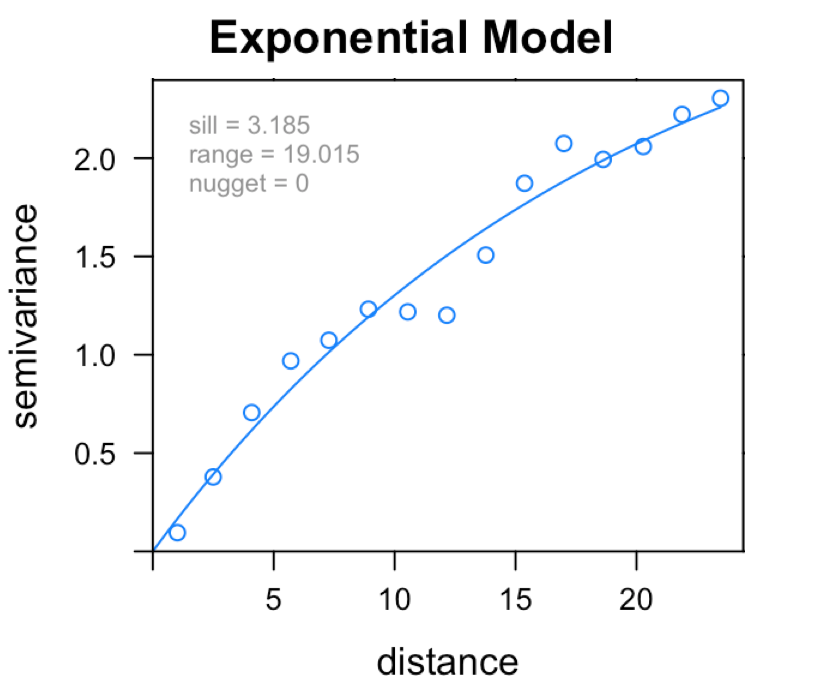 Exponential Model
sill = 3.185
range = 19.015
nugget = 0
semivariance
2.0
1.5
1.0
0.5
5 10 15 20
distance